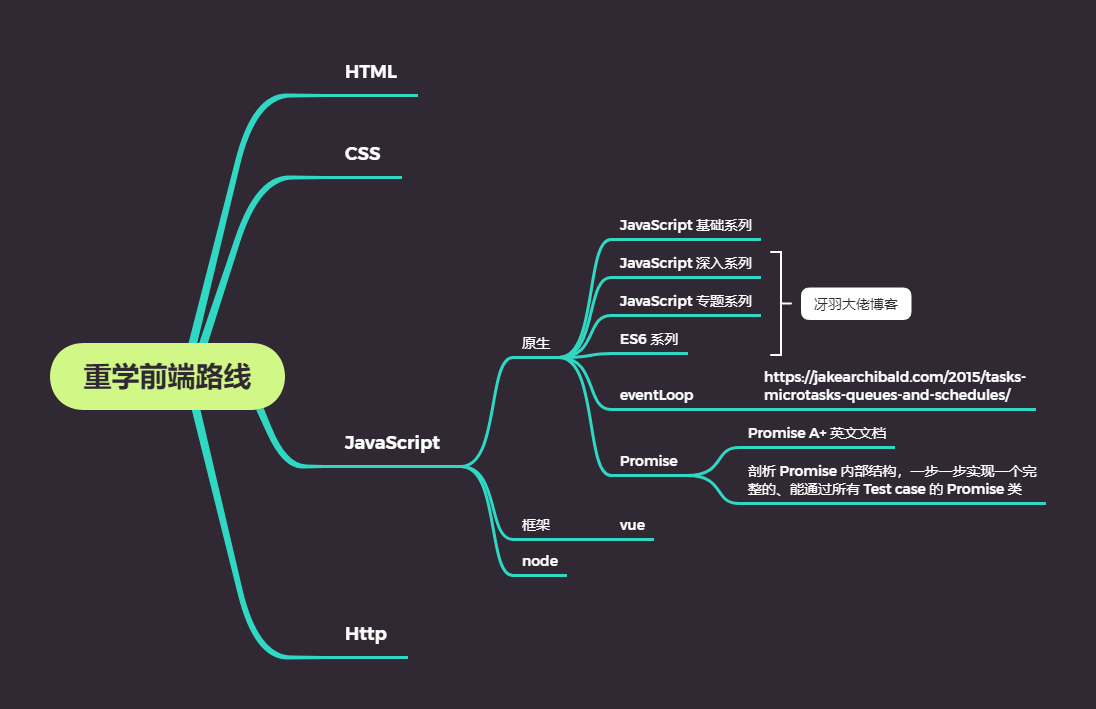 HTML
CSS
重学前端路线
JavaScript
原生
JavaScript 基础系列
JavaScript 深入系列
JavaScript 专题系列
ES6 系列
冴羽大佬博客
eventLoop
https://jakearchibald.com/2015/tasks-
microtasks-queues-and-schedules/
Promise
Promise A+ 英文文档
剖析 Promise 内部结构，一步一步实现一个完
整的、能通过所有 Test case 的 Promise 类
框架
vue
node
Http